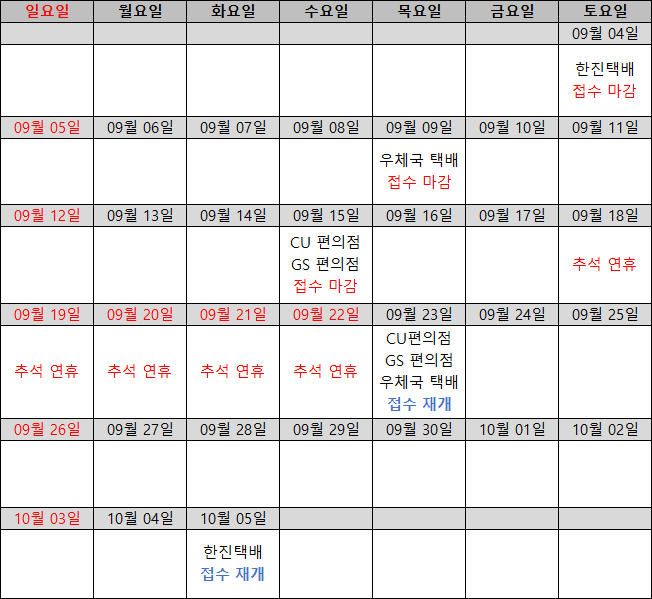 일요일 월요일 화요일 수요일 목요일 금요일 토요일
09월 04일
한진택배
접수 마감
09월 05일 09월 06일 09월 07일 09월 08일 09월 09일 09월 10일 09월 11일
우체국 택배
접수 마감
09월 12일 09월 13일 09월 14일 09월 15일 09월 16일 09월 17일 09월 18일
CU 편의점
GS 편의점
접수 마감
추석 연휴
09월 19일 09월 20일 09월 21일 09월 22일 09월 23일 09월 24일 09월 25일
추석 연휴 추석 연휴 추석 연휴 추석 연휴
CU편의점
GS 편의점
우체국 택배
접수 재개
09월 26일 09월 27일 09월 28일 09월 29일 09월 30일 10월 01일 10월 02일
10월 03일 10월 04일 10월 05일
한진택배
접수 재개